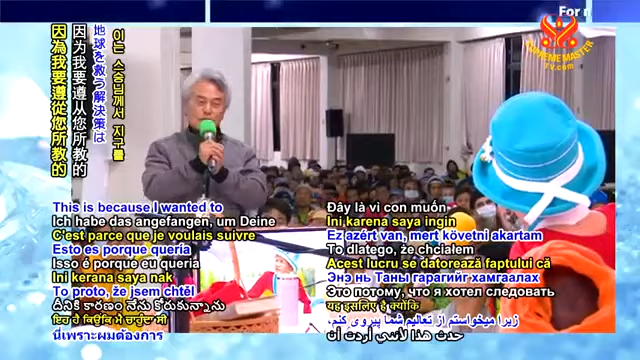 For m
SUPREME MASTER
TV.com
因為我要遵從您所教的
因为我要遵从您所教的
地球を救う解決策は
이는 스승님께서 지구를
This is because I wanted to
Ich habe das angefangen, um Deine
C'est parce que je voulais suivre
Esto es porque quería
Isso é porque eu queria
Ini kerana saya nak
To proto, že jsem chtěl
దీనికి కారణం నేను కోరుకున్నాను
ਇਹ ਹੈ ਕਿਉਂਕਿ ਮੈਂ ਚਾਹੁੰਦਾ ਸੀ
นี่เพราะผมต้องการ
Đây là vì con muốn
Ini karena saya ingin
Ez azért van, mert követni akartam
To dlatego, że chciałem
Acest lucru se datorează faptului că
Энэ нь Таны гарагийг хамгаалах
Это потому, что я хотел следовать
यह इसलिए है क्योंकि
زیرا میخواستم از تعالیم شما پیروی کنم،
حدث هذا لأنني أردت أن